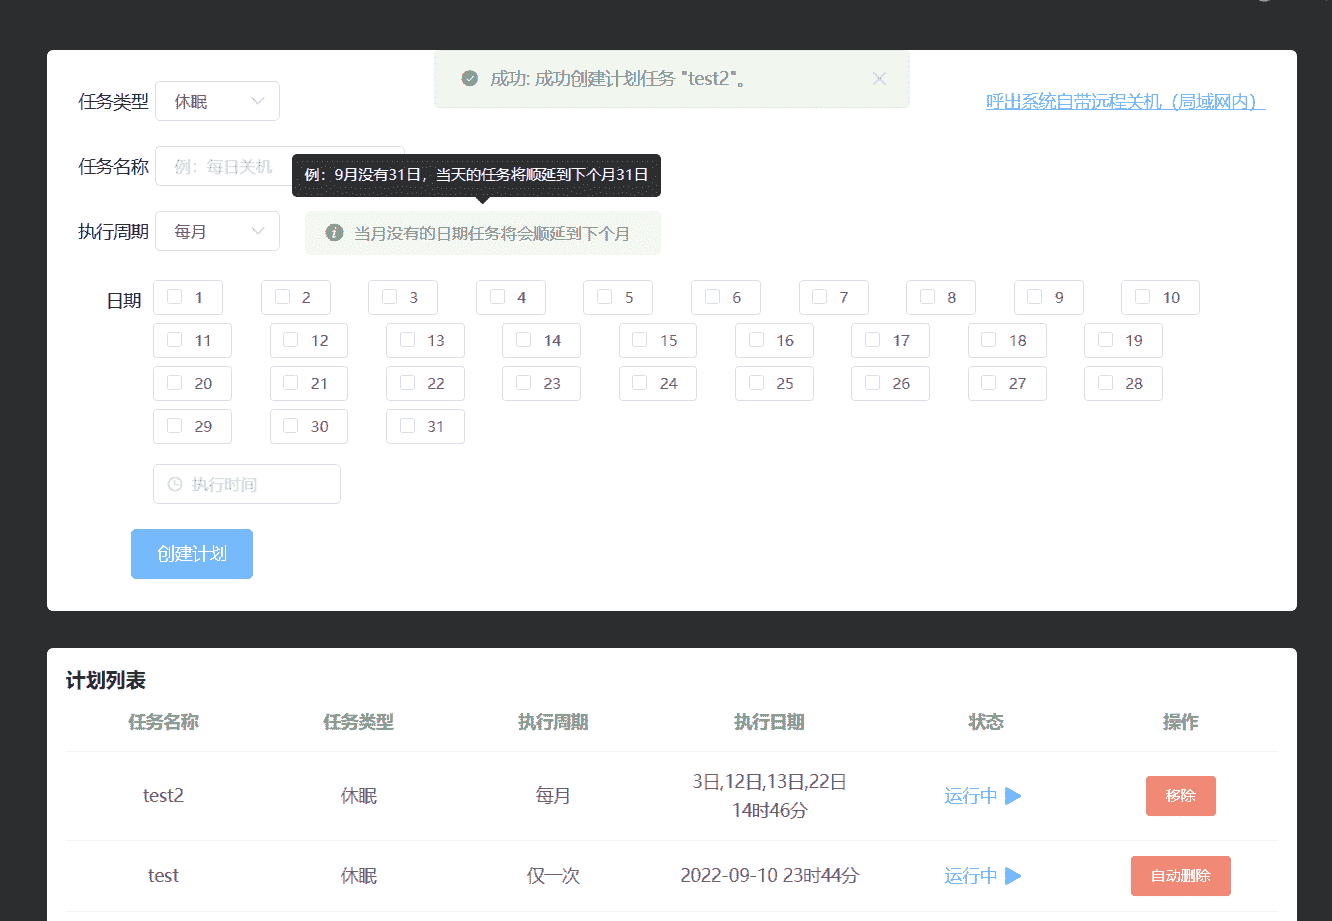 成功: 成功创建计划任务 "test2"。
任务类型 休眠
呼出系统自带远程关机（局域网内）
任务名称 例：每日关机
例：9月没有31日，当天的任务将顺延到下个月31日
执行周期 每月 当月没有的日期任务将会顺延到下个月
日期 1 2 3 4 5 6 7 8 9 10
11 12 13 14 15 16 17 18 19
20 21 22 23 24 25 26 27 28
29 30 31
执行时间
创建计划
计划列表
任务名称 任务类型 执行周期 执行日期 状态 操作
test2 休眠 每月 3日,12日,13日,22日 运行中 移除
14时46分
test 休眠 仅一次 2022-09-10 23时44分 运行中 自动删除